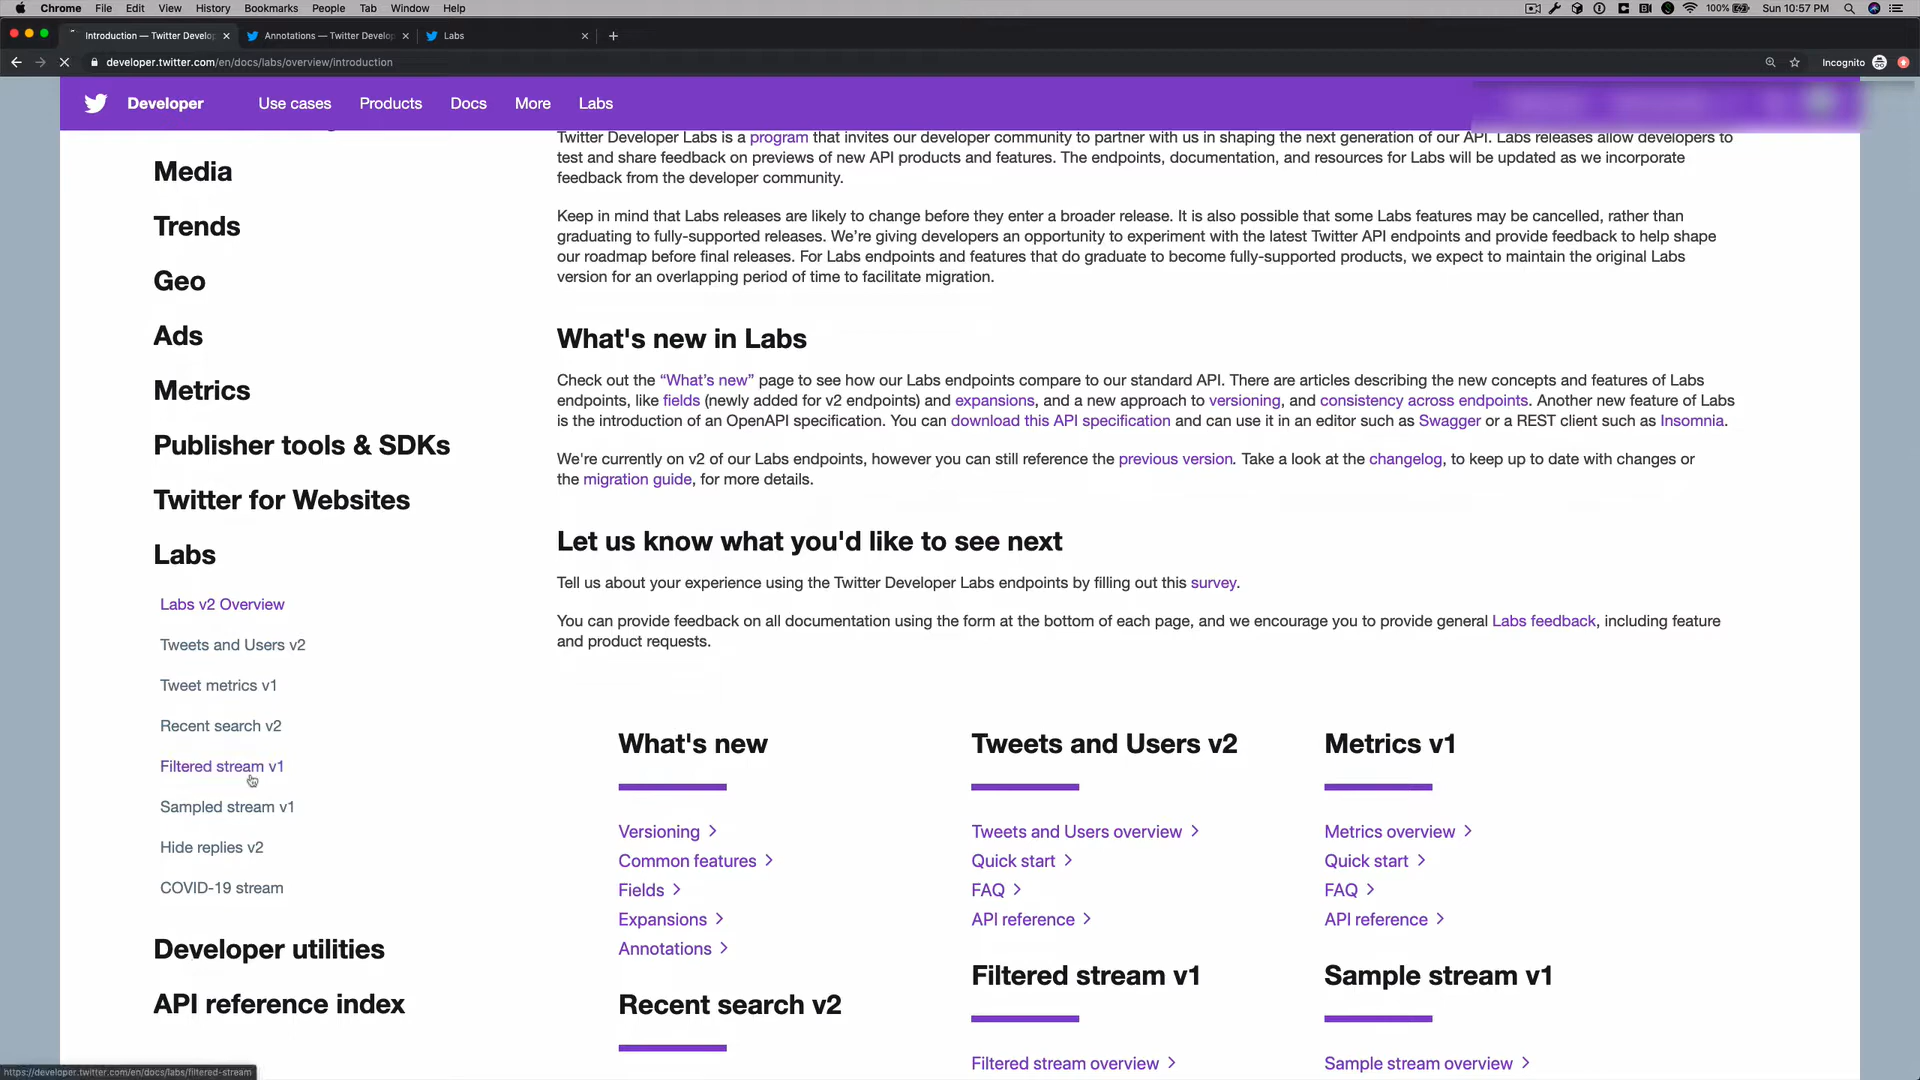 Chrome File Edit View History Bookmarks People Tab Window Help
100% Sun 10:57 PM
Introduction — Twitter Develop
Annotations — Twitter Develop
Labs
developer.twitter.com/en/docs/labs/overview/introduction
Incognito
Developer Use cases Products Docs More Labs
Media
Trends
Geo
Ads
Metrics
Publisher tools & SDKs
Twitter for Websites
Labs
Labs v2 Overview
Tweets and Users v2
Tweet metrics v1
Recent search v2
Filtered stream v1
Sampled stream v1
Hide replies v2
COVID-19 stream
Developer utilities
API reference index
Twitter Developer Labs is a program that invites our developer community to partner with us in shaping the next generation of our API. Labs releases allow developers to
test and share feedback on previews of new API products and features. The endpoints, documentation, and resources for Labs will be updated as we incorporate
feedback from the developer community.
Keep in mind that Labs releases are likely to change before they enter a broader release. It is also possible that some Labs features may be cancelled, rather than
graduating to fully-supported releases. We're giving developers an opportunity to experiment with the latest Twitter API endpoints and provide feedback to help shape
our roadmap before final releases. For Labs endpoints and features that do graduate to become fully-supported products, we expect to maintain the original Labs
version for an overlapping period of time to facilitate migration.
What's new in Labs
Check out the “What’s new” page to see how our Labs endpoints compare to our standard API. There are articles describing the new concepts and features of Labs
endpoints, like fields (newly added for v2 endpoints) and expansions, and a new approach to versioning, and consistency across endpoints. Another new feature of Labs
is the introduction of an OpenAPI specification. You can download this API specification and can use it in an editor such as Swagger or a REST client such as Insomnia.
We're currently on v2 of our Labs endpoints, however you can still reference the previous version. Take a look at the changelog, to keep up to date with changes or
the migration guide, for more details.
Let us know what you'd like to see next
Tell us about your experience using the Twitter Developer Labs endpoints by filling out this survey.
You can provide feedback on all documentation using the form at the bottom of each page, and we encourage you to provide general Labs feedback, including feature
and product requests.
What's new
Versioning
Common features
Fields
Expansions
Annotations
Recent search v2
Tweets and Users v2
Tweets and Users overview
Quick start
FAQ
API reference
Filtered stream v1
Filtered stream overview
Metrics v1
Metrics overview
Quick start
FAQ
API reference
Sample stream v1
Sample stream overview
https://developer.twitter.com/en/docs/labs/filtered-stream